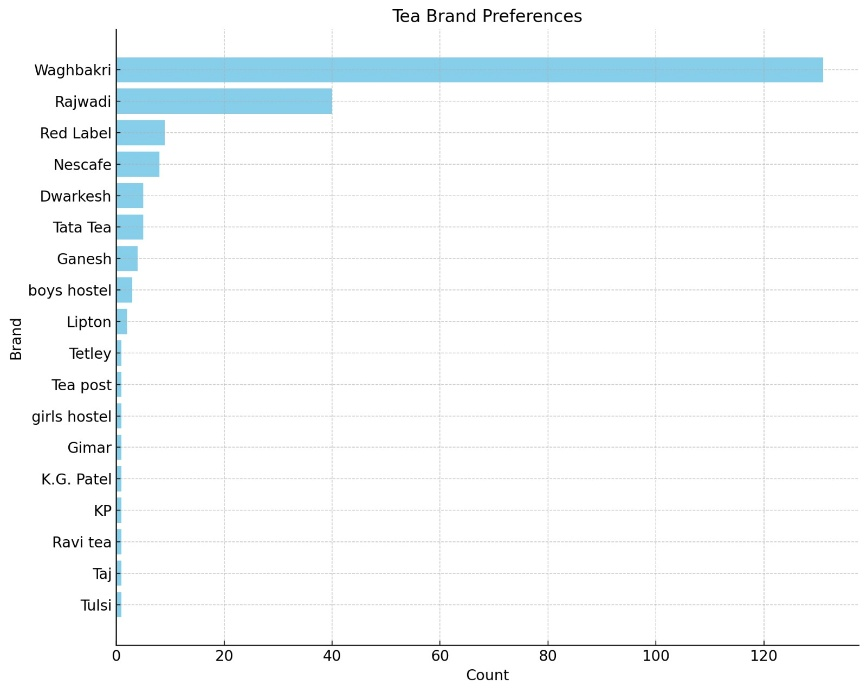 Tea Brand Preferences
Waghbakri
Rajwadi
Red Label
Nescafe
Dwarkesh
Tata Tea
Ganesh
boys hostel
Lipton
Tetley
Tea post
girls hostel
Gimar
K.G. Patel
KP
Ravi tea
Taj
Tulsi
Brand
0 20 40 60 80 100 120
Count